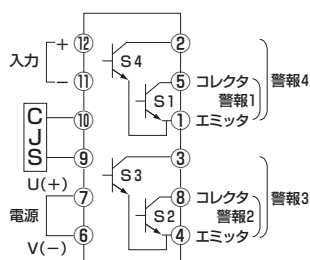 入力
+ ⑫
− ⑪
CJS
⑩
⑨
U(+)
⑦
電源
⑥
V(−)
S4
②
⑤ コレクタ
S1
警報1
① エミッタ
警報4
S3
③
⑧ コレクタ
S2
警報2
④ エミッタ
警報3